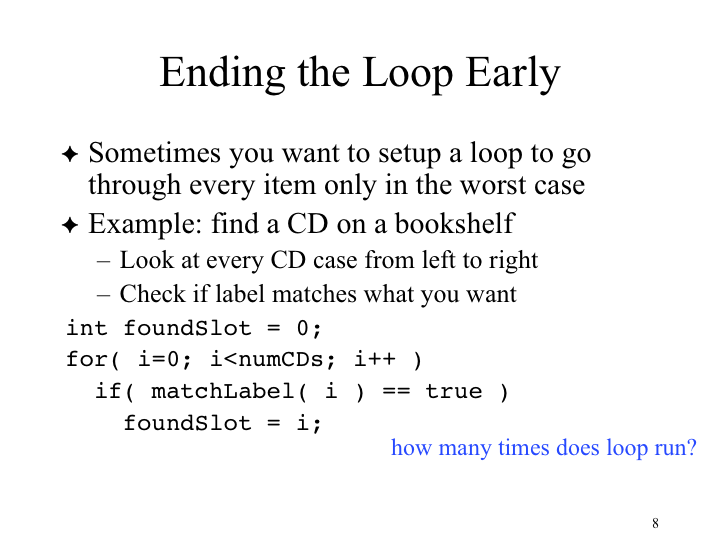 Ending the Loop Early
✦ Sometimes you want to setup a loop to go
through every item only in the worst case
✦ Example: find a CD on a bookshelf
– Look at every CD case from left to right
– Check if label matches what you want
int foundSlot = 0;
for( i=0; i<numCDs; i++ )
  if( matchLabel( i ) == true )
    foundSlot = i;
how many times does loop run?
8